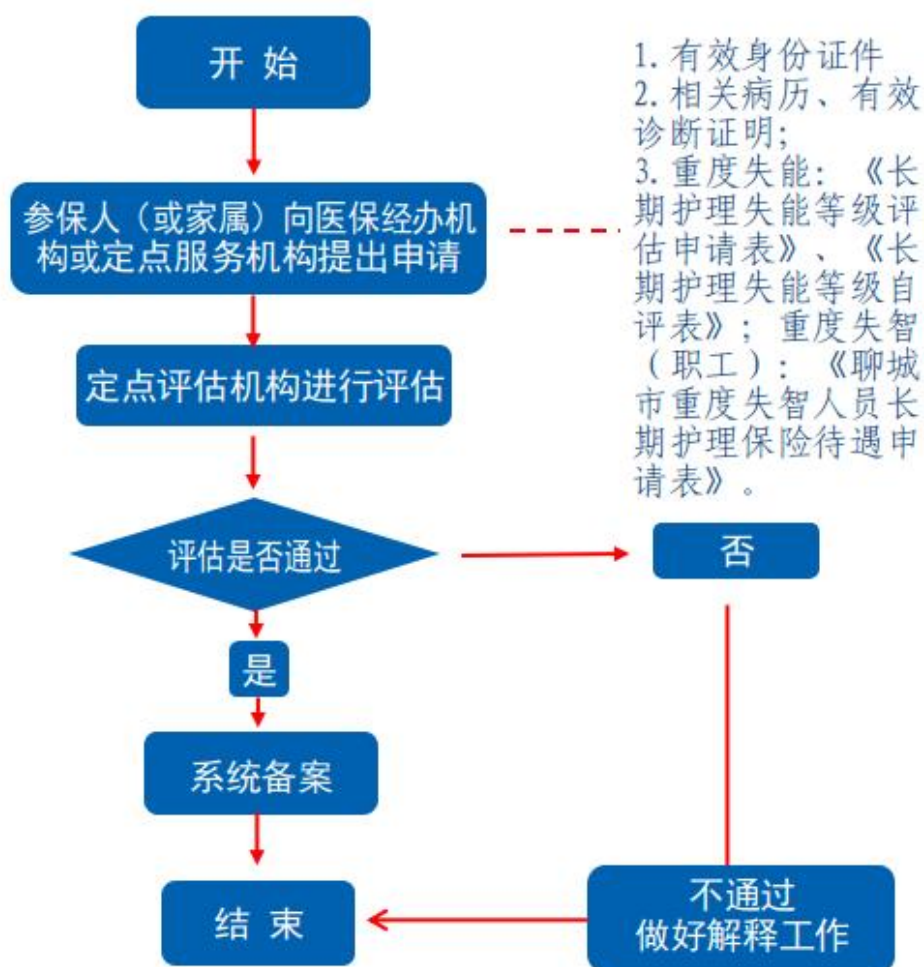 开 始
参保人（或家属）向医保经办机
构或定点服务机构提出申请
1. 有效身份证件
2. 相关病历、有效
诊断证明；
3. 重度失能：《长
期护理失能等级评
估申请表》、《长
期护理失能等级自
评表》；重度失智
（职工）：《聊城
市重度失智人员长
期护理保险待遇申
请表》。
定点评估机构进行评估
评估是否通过
否
是
系统备案
不通过
做好解释工作
结 束